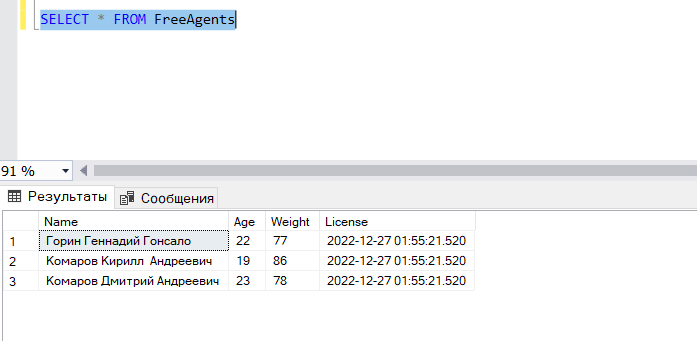 SELECT * FROM FreeAgents
91 %
Результаты Сообщения
Name Age Weight License
1 Горин Геннадий Гонсало 22 77 2022-12-27 01:55:21.520
2 Комаров Кирилл  Андреевич 19 86 2022-12-27 01:55:21.520
3 Комаров Дмитрий Андреевич 23 78 2022-12-27 01:55:21.520